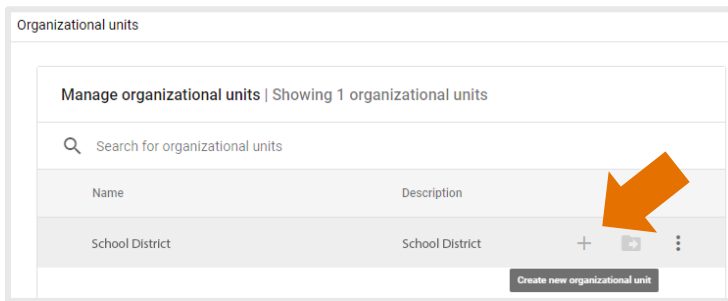 Organizational units
Manage organizational units | Showing 1 organizational units
Search for organizational units
Name Description
School District School District
Create new organizational unit